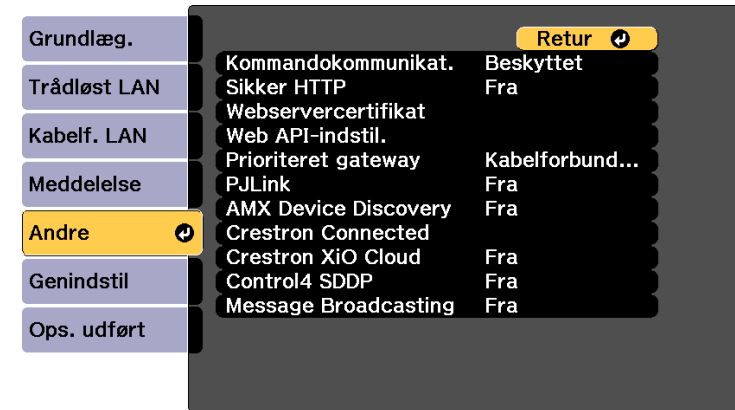 Grundlæg.
Trådløst LAN
Kabelf. LAN
Meddelelse
Andre
Genindstil
Ops. udført
Retur
Kommandokommunikat. Beskyttet
Sikker HTTP Fra
Webservercertifikat
Web API-indstil.
Prioriteret gateway Kabelforbund...
PJLink Fra
AMX Device Discovery Fra
Crestron Connected
Crestron XiO Cloud Fra
Control4 SDDP Fra
Message Broadcasting Fra